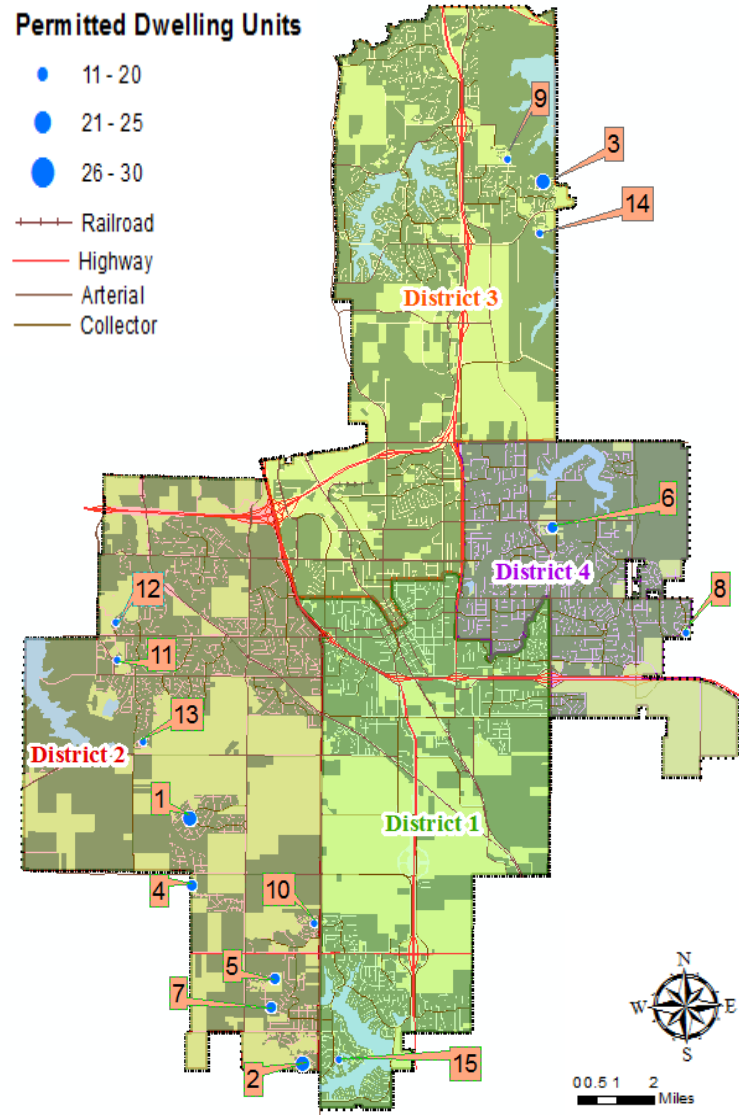 Permitted Dwelling Units
11 - 20
21 - 25
26 - 30
Railroad
Highway
Arterial
Collector
9
3
14
District 3
6
District 4
12
8
11
13
District 2
1
District 1
4
10
5
7
2
15
N
W E
S
0 0.5 1 2
Miles